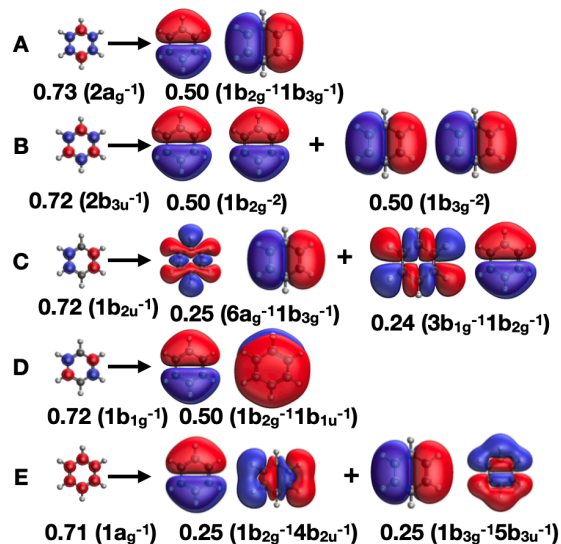 A
0.73 (2ag⁻¹) 0.50 (1b2g⁻¹1b3g⁻¹)
B +
0.72 (2b3u⁻¹) 0.50 (1b2g⁻²) 0.50 (1b3g⁻²)
C +
0.72 (1b2u⁻¹) 0.25 (6ag⁻¹1b3g⁻¹) 0.24 (3b1g⁻¹1b2g⁻¹)
D
0.72 (1b1g⁻¹) 0.50 (1b2g⁻¹1b1u⁻¹)
E +
0.71 (1ag⁻¹) 0.25 (1b2g⁻¹4b2u⁻¹) 0.25 (1b3g⁻¹5b3u⁻¹)